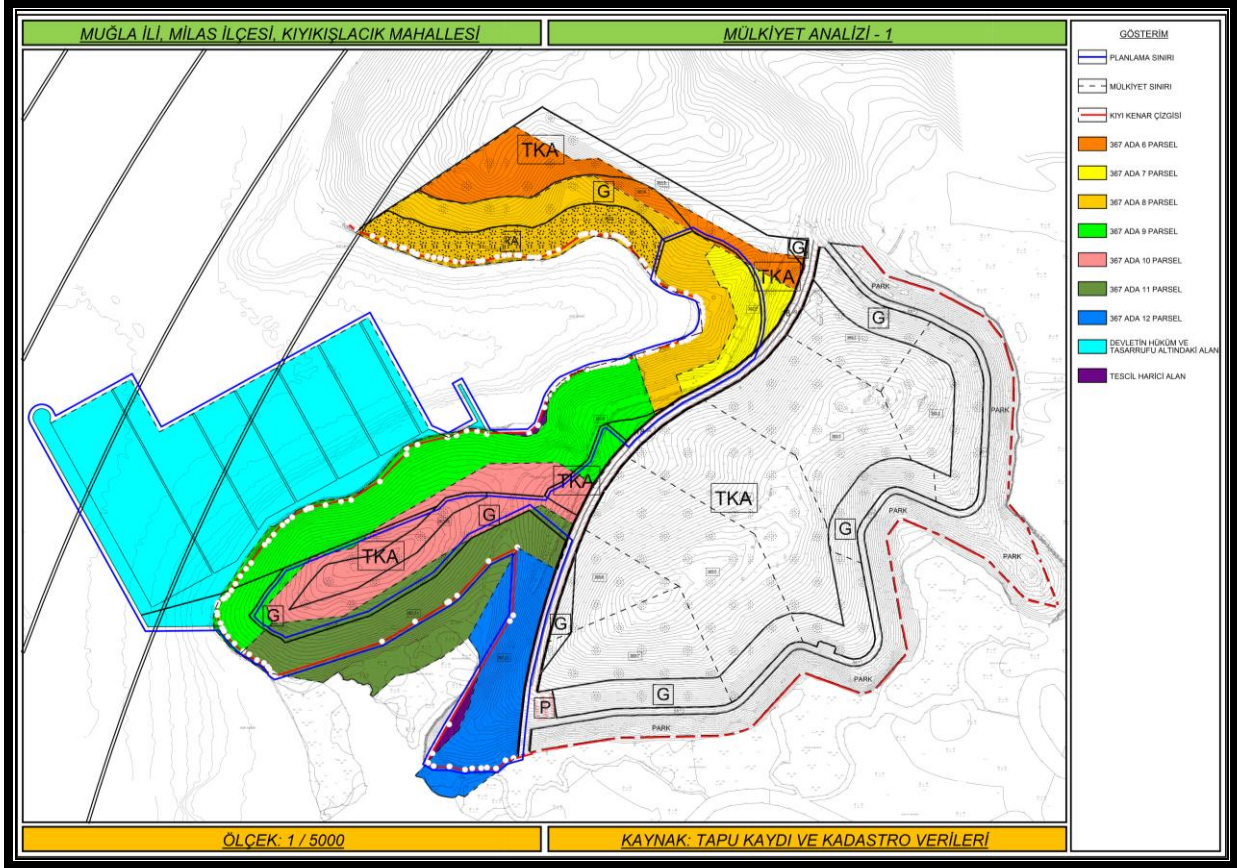 MUĞLA İLİ, MİLAS İLÇESİ, KIYIKIŞLACIK MAHALLESİ
MÜLKİYET ANALİZİ - 1
GÖSTERİM
PLANLAMA SINIRI
MÜLKİYET SINIRI
KIYI KENAR ÇİZGİSİ
367 ADA 6 PARSEL
367 ADA 7 PARSEL
367 ADA 8 PARSEL
367 ADA 9 PARSEL
367 ADA 10 PARSEL
367 ADA 11 PARSEL
367 ADA 12 PARSEL
DEVLETİN HÜKÜM VE
TASARRUFU ALTINDAKİ ALAN
TESCİL HARİCİ ALAN
TKA
G
G
TKA
PARK
G
PARK
TKA
TKA
G
PARK
G
TKA
PARK
G
G
PARK
G
P
PARK
ÖLÇEK: 1 / 5000
KAYNAK: TAPU KAYDI VE KADASTRO VERİLERİ